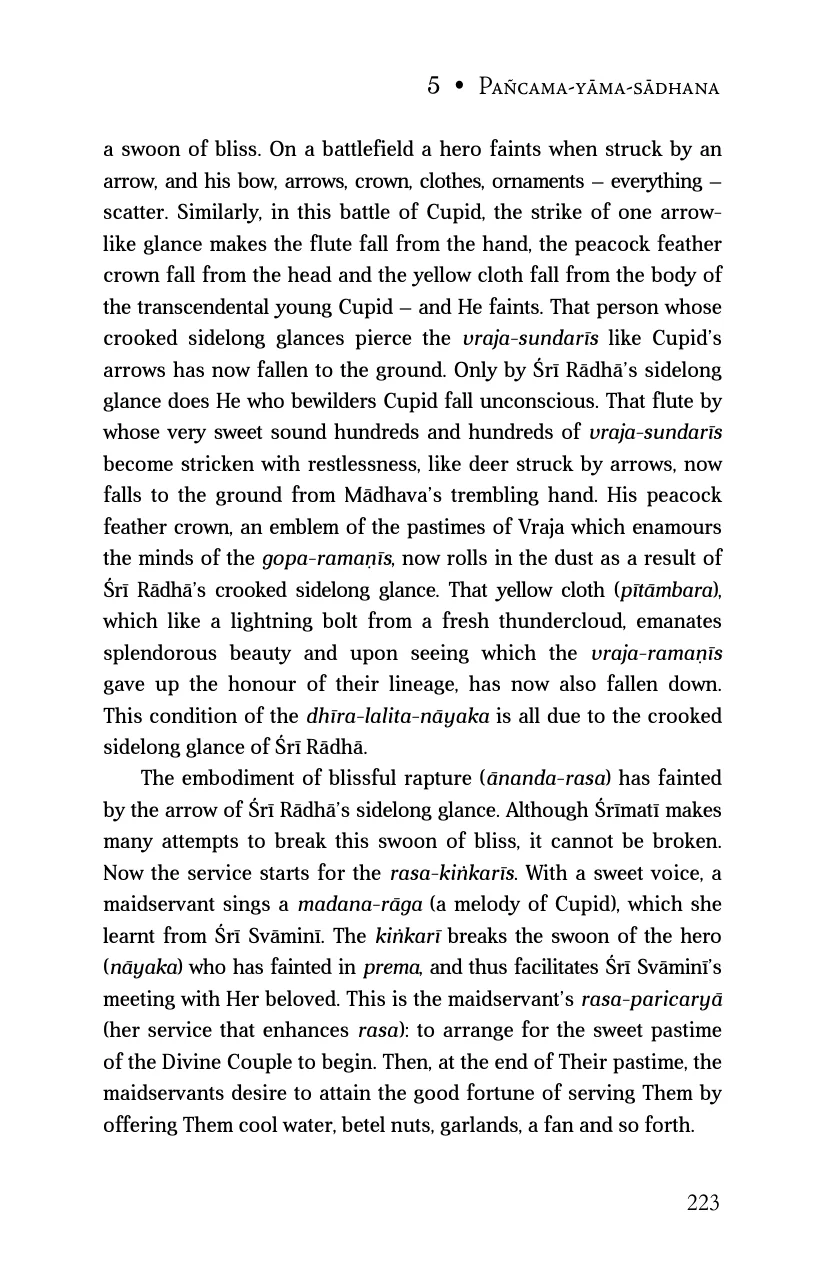 5 • Pañcama-yāma-sādhana
a swoon of bliss. On a battlefield a hero faints when struck by an
arrow, and his bow, arrows, crown, clothes, ornaments – everything –
scatter. Similarly, in this battle of Cupid, the strike of one arrow-
like glance makes the flute fall from the hand, the peacock feather
crown fall from the head and the yellow cloth fall from the body of
the transcendental young Cupid – and He faints. That person whose
crooked sidelong glances pierce the vraja-sundarīs like Cupid’s
arrows has now fallen to the ground. Only by Śrī Rādhā’s sidelong
glance does He who bewilders Cupid fall unconscious. That flute by
whose very sweet sound hundreds and hundreds of vraja-sundarīs
become stricken with restlessness, like deer struck by arrows, now
falls to the ground from Mādhava’s trembling hand. His peacock
feather crown, an emblem of the pastimes of Vraja which enamours
the minds of the gopa-ramaṇīs, now rolls in the dust as a result of
Śrī Rādhā’s crooked sidelong glance. That yellow cloth (pītāmbara),
which like a lightning bolt from a fresh thundercloud, emanates
splendorous beauty and upon seeing which the vraja-ramaṇīs
gave up the honour of their lineage, has now also fallen down.
This condition of the dhīra-lalita-nāyaka is all due to the crooked
sidelong glance of Śrī Rādhā.
The embodiment of blissful rapture (ānanda-rasa) has fainted
by the arrow of Śrī Rādhā’s sidelong glance. Although Śrīmatī makes
many attempts to break this swoon of bliss, it cannot be broken.
Now the service starts for the rasa-kiṅkarīs. With a sweet voice, a
maidservant sings a madana-rāga (a melody of Cupid), which she
learnt from Śrī Svāminī. The kiṅkarī breaks the swoon of the hero
(nāyaka) who has fainted in prema, and thus facilitates Śrī Svāminī’s
meeting with Her beloved. This is the maidservant’s rasa-paricaryā
(her service that enhances rasa): to arrange for the sweet pastime
of the Divine Couple to begin. Then, at the end of Their pastime, the
maidservants desire to attain the good fortune of serving Them by
offering Them cool water, betel nuts, garlands, a fan and so forth.
223